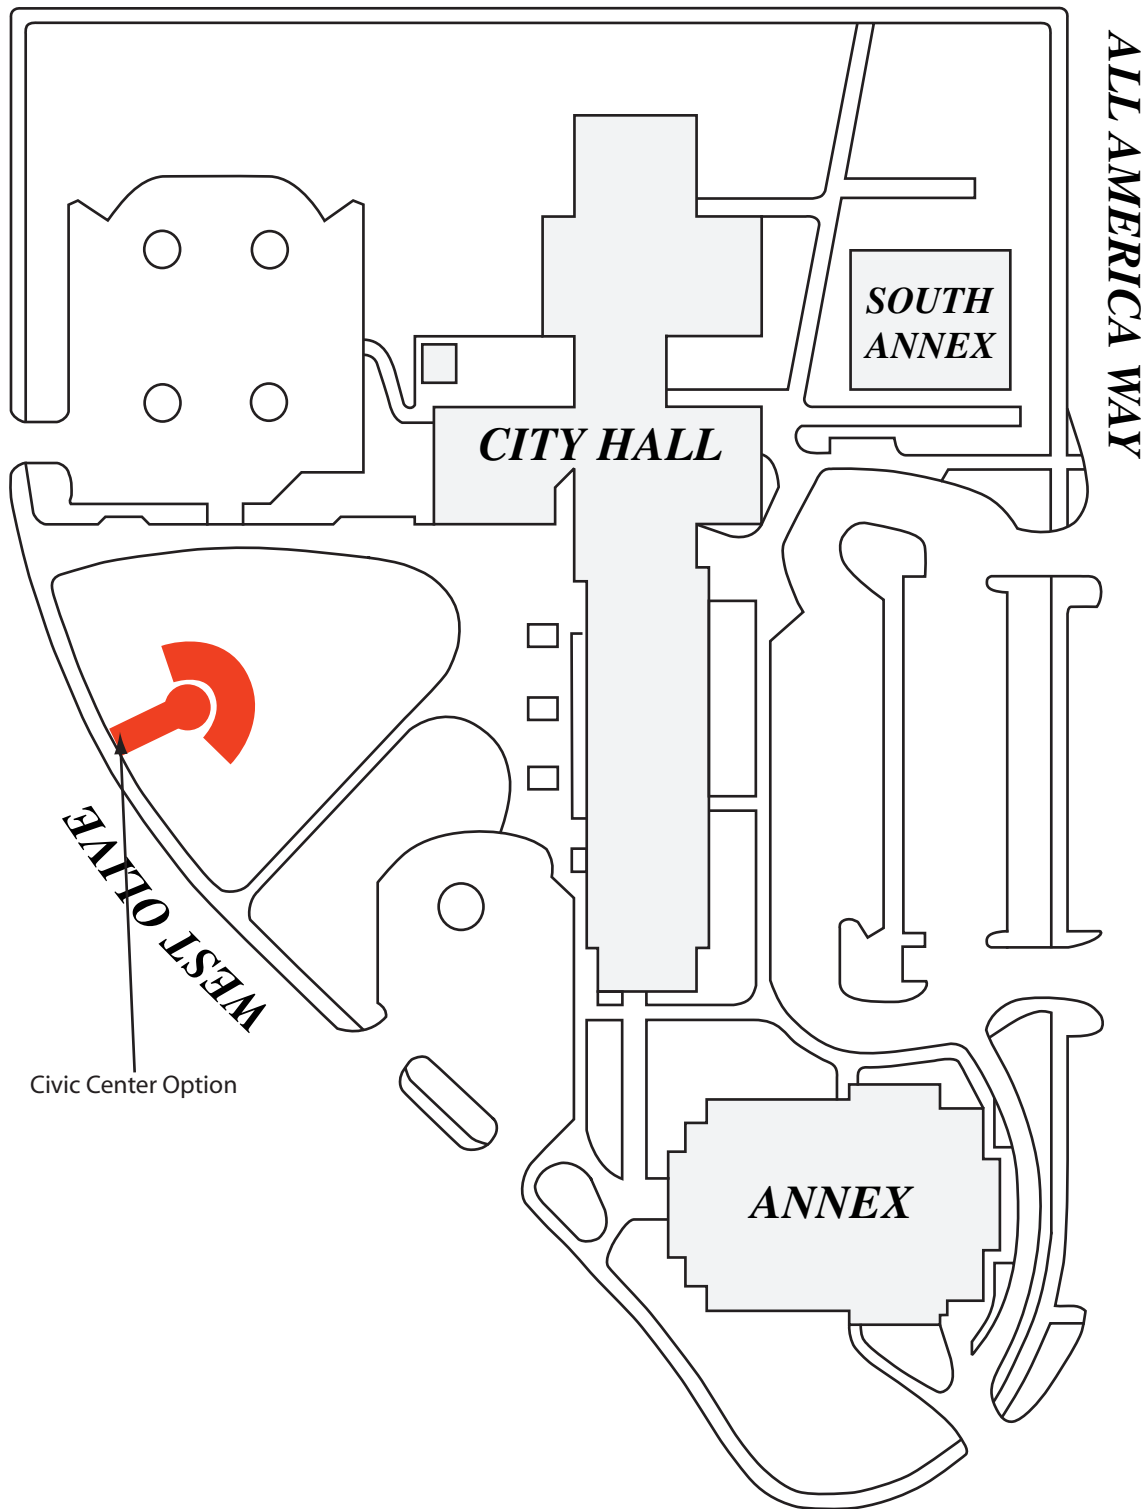 ALL AMERICA WAY
SOUTH
ANNEX
CITY HALL
WEST OLIVE
Civic Center Option
ANNEX